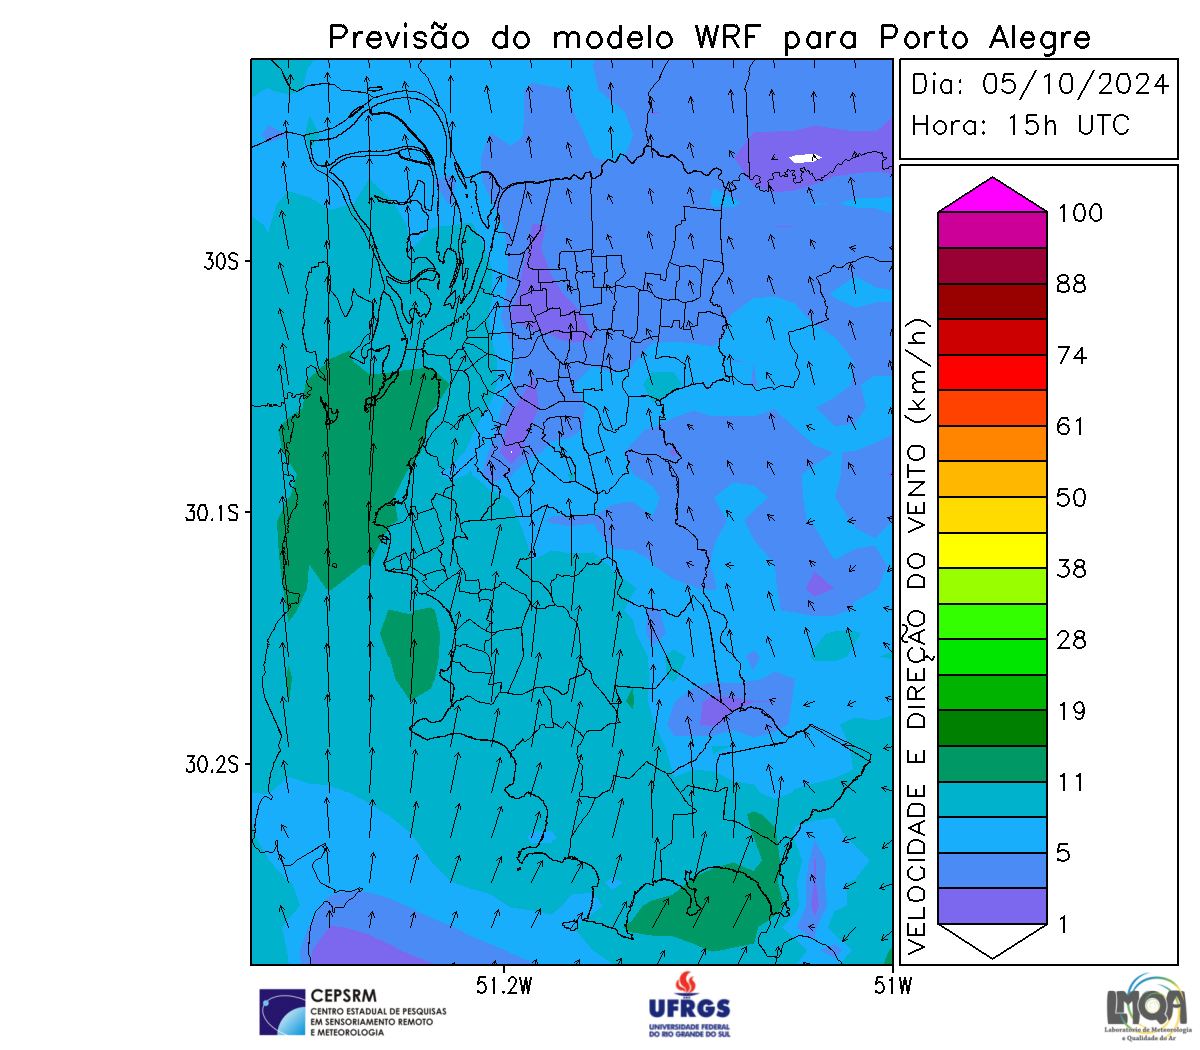 Previsão do modelo WRF para Porto Alegre
Dia: 05/10/2024
Hora: 15h UTC
30S
30.1S
30.2S
51.2W
51W
VELOCIDADE E DIREÇÃO DO VENTO (km/h)
100
88
74
61
50
38
28
19
11
5
1
CEPSRM
CENTRO ESTADUAL DE PESQUISAS
EM SENSORIAMENTO REMOTO
E METEOROLOGIA
UFRGS
UNIVERSIDADE FEDERAL
DO RIO GRANDE DO SUL
LMQA
Laboratório de Meteorologia
e Qualidade do Ar